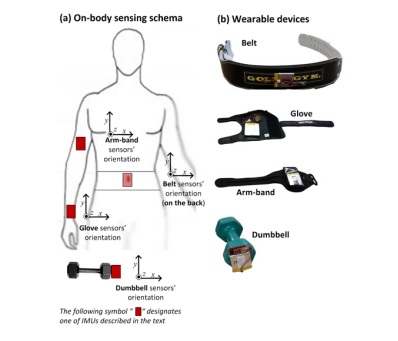 (a) On-body sensing schema
(b) Wearable devices
Belt
GOLD'S GYM
Glove
Arm-band
Dumbbell
y
z x
Arm-band
sensors'
orientation
y
z x
Belt sensors'
orientation
(on the back)
y
z x
Glove sensors'
orientation
y
z x
Dumbbell sensors'
orientation
The following symbol " " designates
one of IMUs described in the text